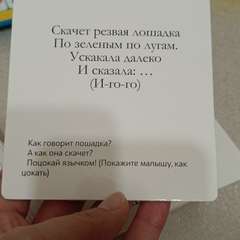 Скачет резвая лошадка
По зеленым по лугам.
Ускакала далеко
И сказала: ...
(И-го-го)
Как говорит лошадка?
А как она скачет?
Поцокай язычком! (Покажите малышу, как
цокать)